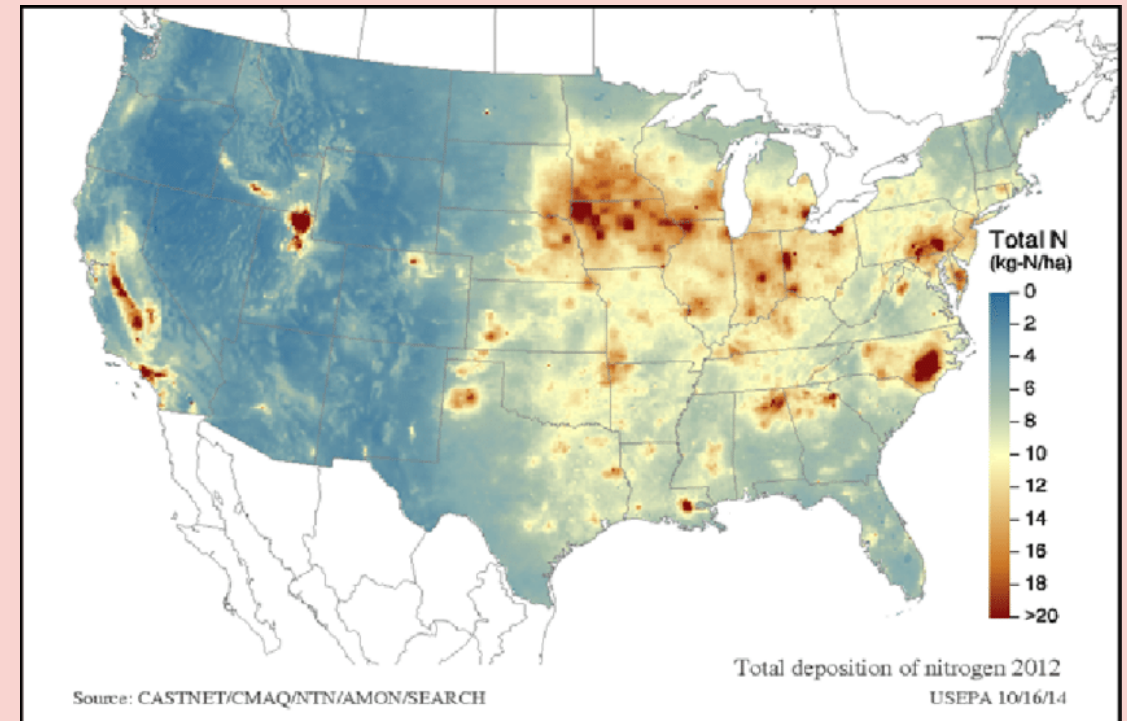 Total N
(kg-N/ha)
0
2
4
6
8
10
12
14
16
18
>20
Total deposition of nitrogen 2012
Source: CASTNET/CMAQ/NTN/AMON/SEARCH
USEPA 10/16/14